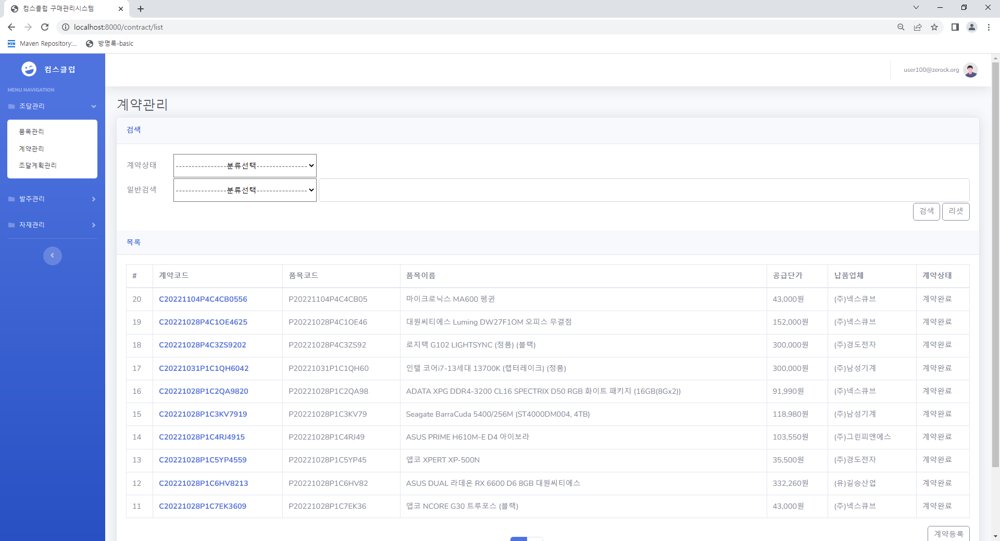 컴스클럽 구매관리시스템
localhost:8000/contract/list
Maven Repository:...
방명록-basic
컴스클럽
user100@zerock.org
MENU NAVIGATION
조달관리
품목관리
계약관리
조달계획관리
발주관리
자재관리
계약관리
검색
계약상태 ----------------분류선택----------------
일반검색 ----------------분류선택----------------
검색 리셋
목록
# 계약코드 품목코드 품목이름 공급단가 납품업체 계약상태
20 C20221104P4C4CB0556 P20221104P4C4CB05 마이크로닉스 MA600 펭귄 43,000원 (주)넥스큐브 계약완료
19 C20221028P4C1OE4625 P20221028P4C1OE46 대원씨티에스 Luming DW27F1OM 오피스 무결점 152,000원 (주)넥스큐브 계약완료
18 C20221028P4C3ZS9202 P20221028P4C3ZS92 로지텍 G102 LIGHTSYNC (정품) (블랙) 300,000원 (주)경도전자 계약완료
17 C20221031P1C1QH6042 P20221031P1C1QH60 인텔 코어i7-13세대 13700K (랩터레이크) (정품) 300,000원 (주)남성기계 계약완료
16 C20221028P1C2QA9820 P20221028P1C2QA98 ADATA XPG DDR4-3200 CL16 SPECTRIX D50 RGB 화이트 패키지 (16GB(8Gx2)) 91,990원 (주)넥스큐브 계약완료
15 C20221028P1C3KV7919 P20221028P1C3KV79 Seagate BarraCuda 5400/256M (ST4000DM004, 4TB) 118,980원 (주)남성기계 계약완료
14 C20221028P1C4RJ4915 P20221028P1C4RJ49 ASUS PRIME H610M-E D4 아이보라 103,550원 (주)그린피앤에스 계약완료
13 C20221028P1C5YP4559 P20221028P1C5YP45 앱코 XPERT XP-500N 35,500원 (주)경도전자 계약완료
12 C20221028P1C6HV8213 P20221028P1C6HV82 ASUS DUAL 라데온 RX 6600 D6 8GB 대원씨티에스 332,260원 (유)길승산업 계약완료
11 C20221028P1C7EK3609 P20221028P1C7EK36 앱코 NCORE G30 트루포스 (블랙) 43,000원 (주)넥스큐브 계약완료
계약등록